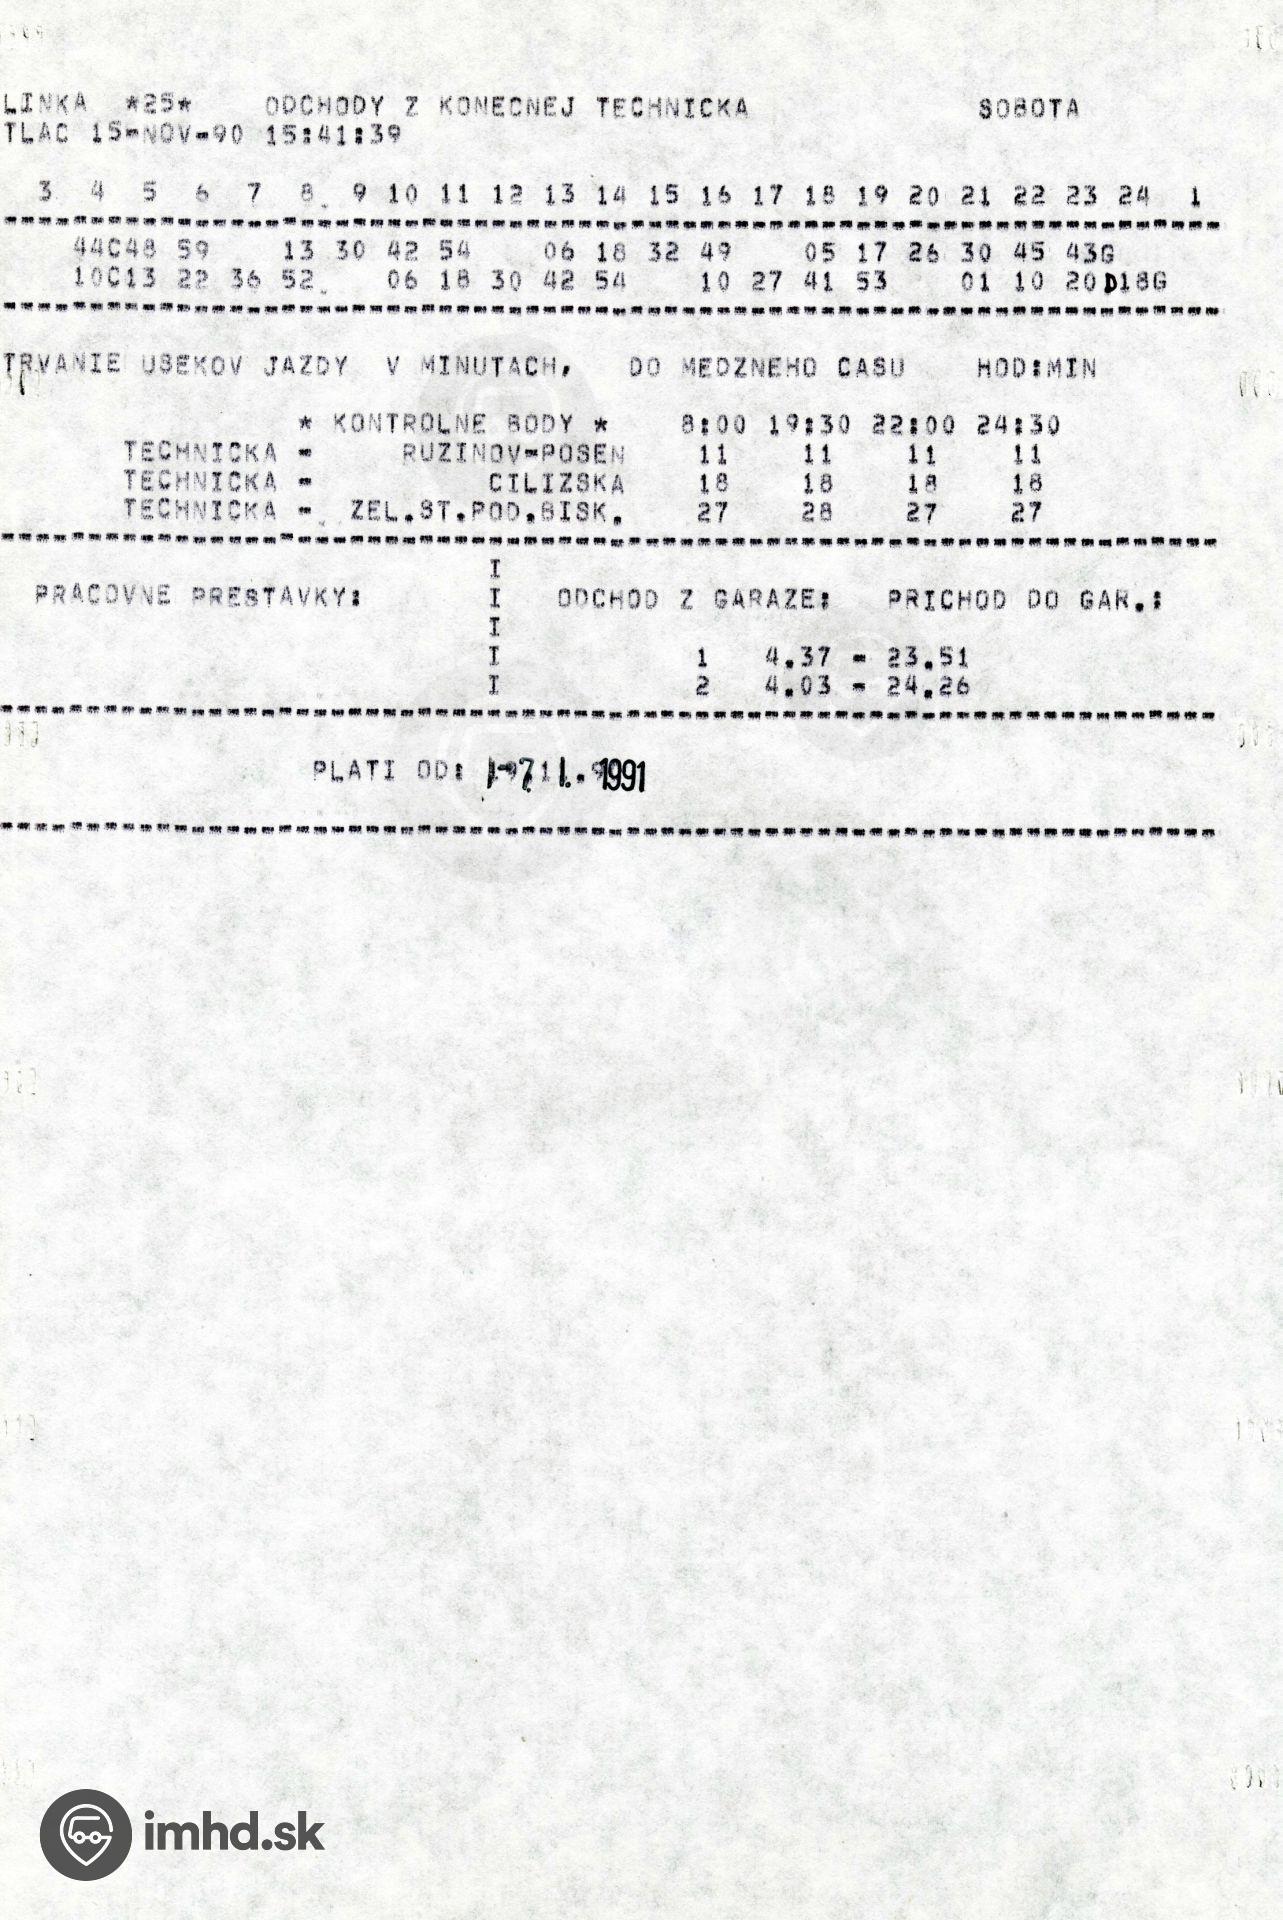 LINKA *25* ODCHODY Z KONECNEJ TECHNICKA SOBOTA
TLAC 15-NOV-90 15:41:39
3 4 5 6 7 8 9 10 11 12 13 14 15 16 17 18 19 20 21 22 23 24 1
44C48 59 13 30 42 54 06 18 32 49 05 17 26 30 45 43G
10C13 22 36 52 06 18 30 42 54 10 27 41 53 01 10 20D18G
TRVANIE USEKOV JAZDY V MINUTACH, DO MEDZNEHO CASU HOD:MIN
* KONTROLNE BODY * 8:00 19:30 22:00 24:30
TECHNICKA - RUZINOV-POSEN 11 11 11 11
TECHNICKA - CILIZSKA 18 18 18 18
TECHNICKA - ZEL.ST.POD.BISK. 27 28 27 27
I
PRACOVNE PRESTAVKY: I ODCHOD Z GARAZE: PRICHOD DO GAR.:
I
I 1 4.37 - 23.51
I 2 4.03 - 24.26
PLATI OD: 1991
imhd.sk